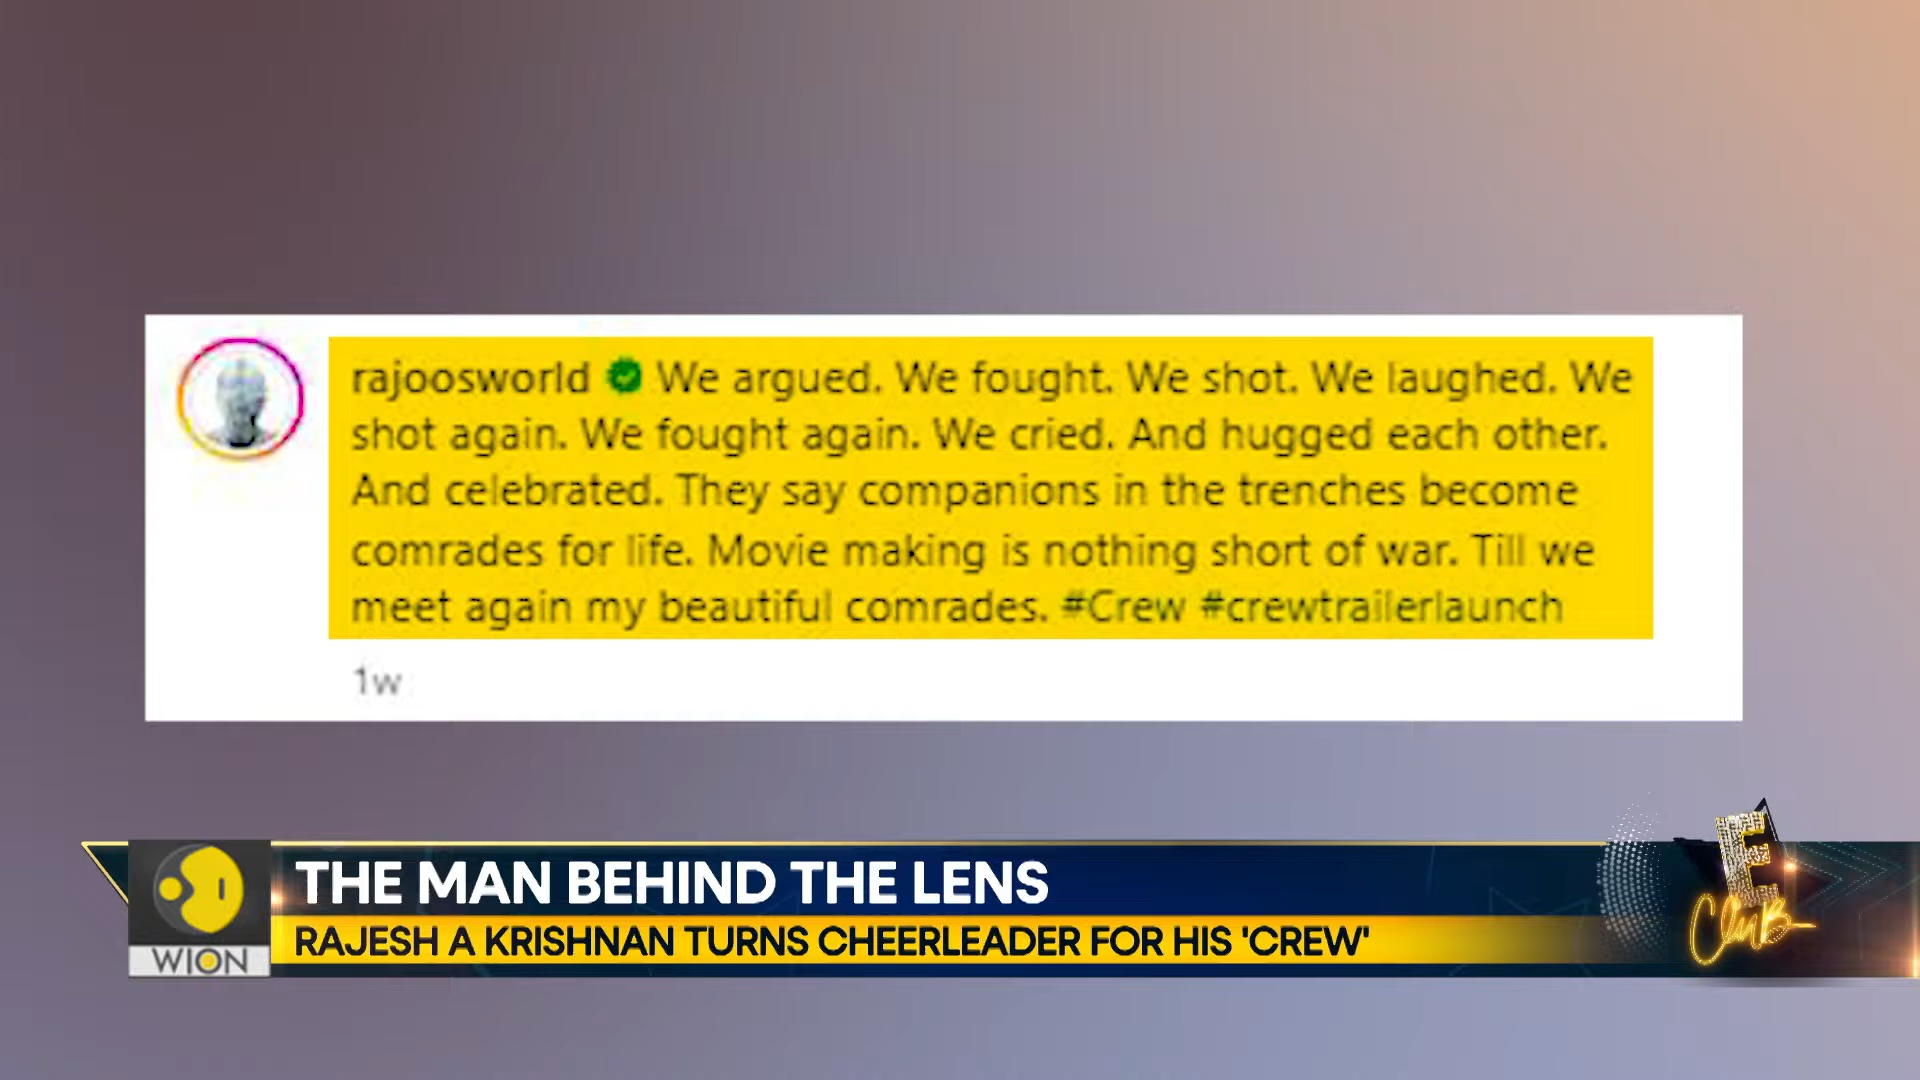 rajoosworld We argued. We fought. We shot. We laughed. We
shot again. We fought again. We cried. And hugged each other.
And celebrated. They say companions in the trenches become
comrades for life. Movie making is nothing short of war. Till we
meet again my beautiful comrades. #Crew #crewtrailerlaunch
1w
THE MAN BEHIND THE LENS
RAJESH A KRISHNAN TURNS CHEERLEADER FOR HIS 'CREW'
WION
E
Club